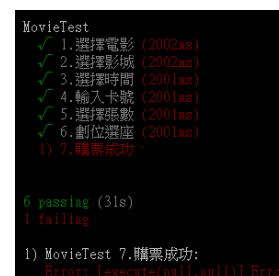 MovieTest
√ 1.選擇電影 (2002ms)
√ 2.選擇影城 (2002ms)
√ 3.選擇時間 (2001ms)
√ 4.輸入卡號 (2001ms)
√ 5.選擇張數 (2001ms)
√ 6.劃位選座 (2001ms)
1) 7.購票成功
6 passing (31s)
1 failing
1) MovieTest 7.購票成功:
Error: [execute(null,null)] Err